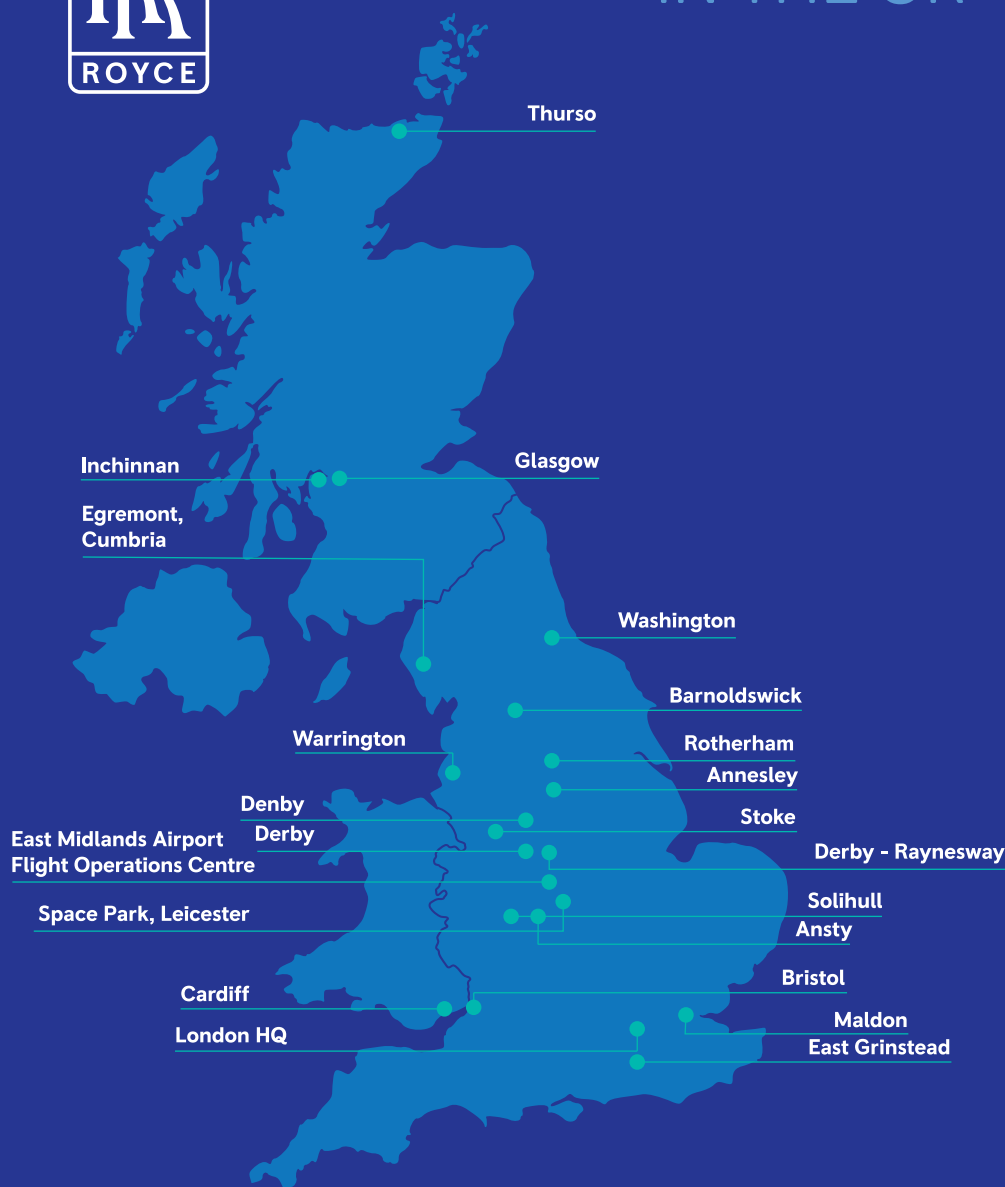 ROYCE
Thurso
Inchinnan
Glasgow
Egremont,
Cumbria
Washington
Barnoldswick
Warrington
Rotherham
Annesley
Denby
Stoke
Derby
East Midlands Airport
Flight Operations Centre
Derby - Raynesway
Solihull
Space Park, Leicester
Ansty
Bristol
Cardiff
Maldon
London HQ
East Grinstead